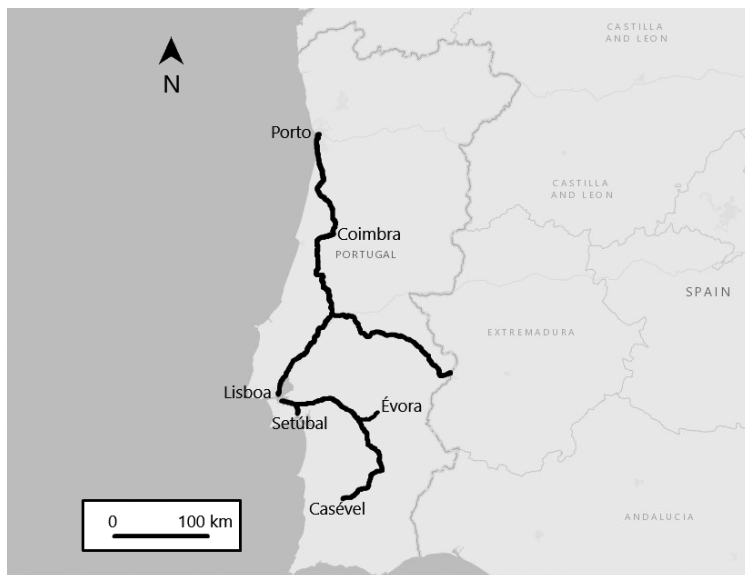 CASTILLA
AND LEON
N
Porto
CASTILLA
AND LEON
Coimbra
PORTUGAL
SPAIN
EXTREMADURA
Lisboa
Évora
Setúbal
Casével
0 100 km
ANDALUCIA